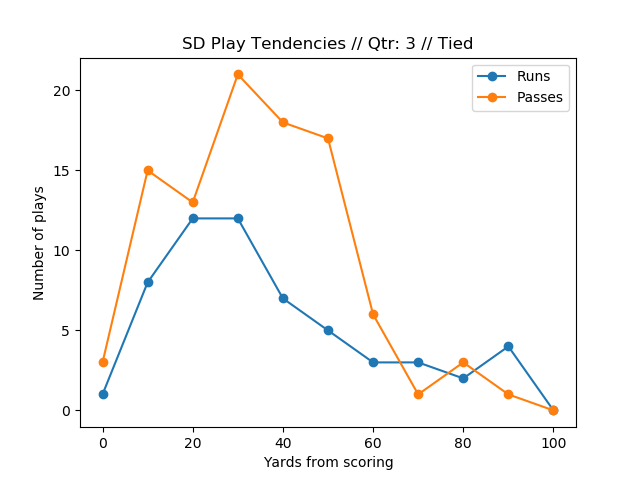 SD Play Tendencies // Qtr: 3 // Tied
Runs
Passes
Number of plays
20
15
10
5
0
0 20 40 60 80 100
Yards from scoring